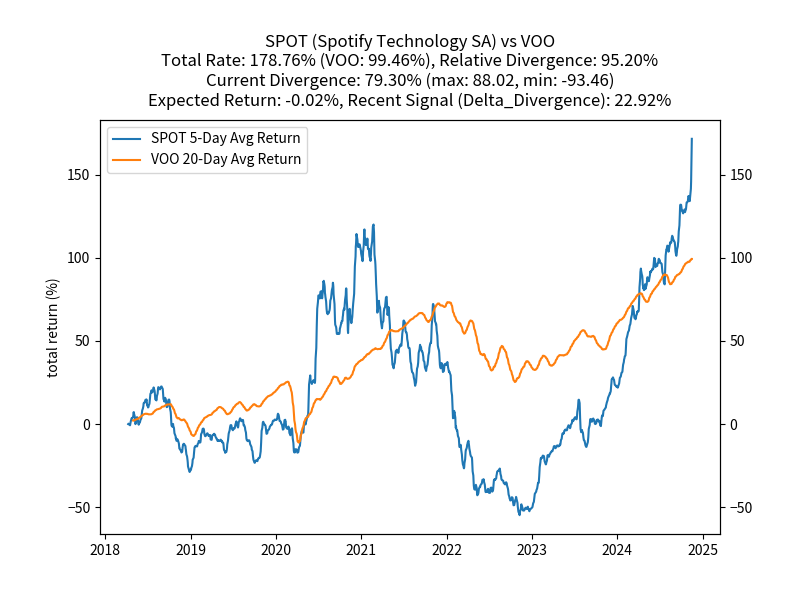 SPOT (Spotify Technology SA) vs VOO
Total Rate: 178.76% (VOO: 99.46%), Relative Divergence: 95.20%
Current Divergence: 79.30% (max: 88.02, min: -93.46)
Expected Return: -0.02%, Recent Signal (Delta_Divergence): 22.92%
SPOT 5-Day Avg Return
VOO 20-Day Avg Return
total return (%)
150
100
50
0
−50
150
100
50
0
−50
2018
2019
2020
2021
2022
2023
2024
2025